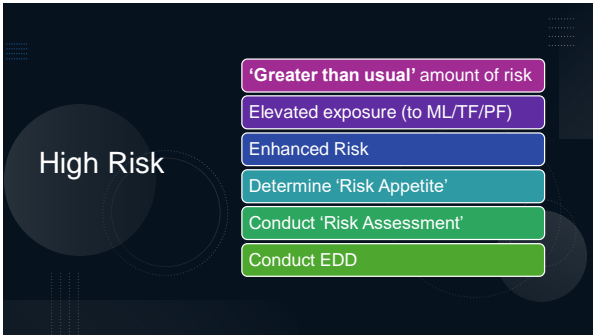 High Risk
‘Greater than usual’ amount of risk
Elevated exposure (to ML/TF/PF)
Enhanced Risk
Determine ‘Risk Appetite’
Conduct ‘Risk Assessment’
Conduct EDD